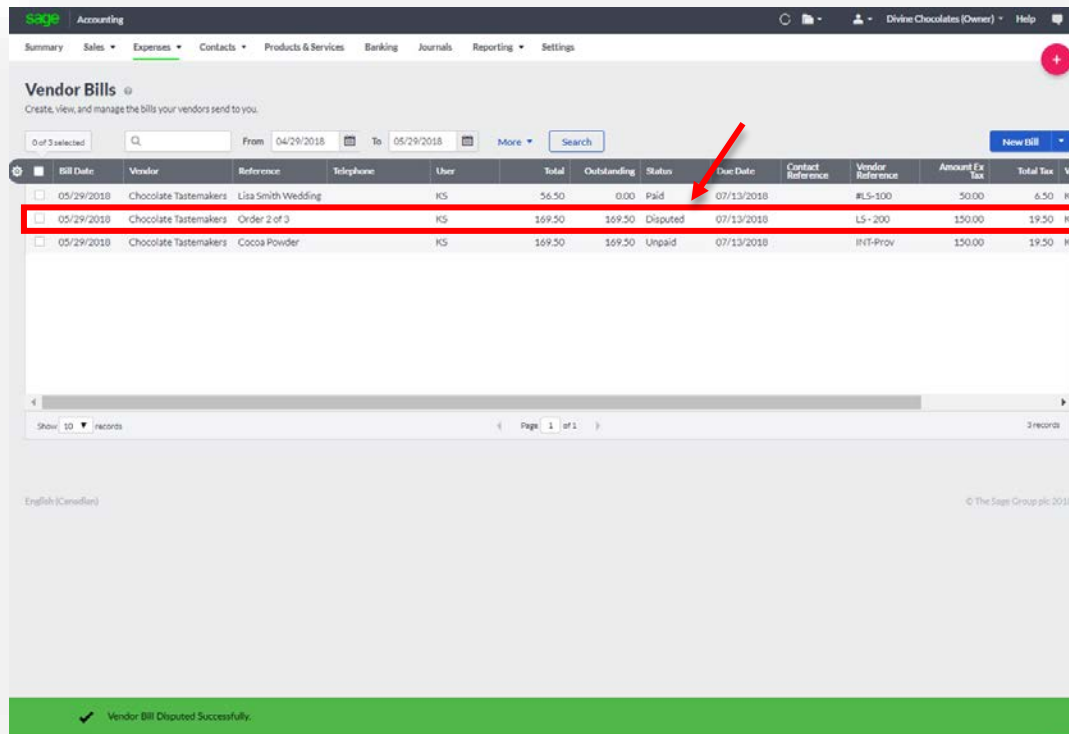 sage Accounting Divine Chocolates (Owner) Help
Summary Sales Expenses Contacts Products & Services Banking Journals Reporting Settings
+
Vendor Bills
Create, view, and manage the bills your vendors send to you.
0 of 3 selected From 04/29/2018 To 05/29/2018 More Search New Bill
Bill Date Vendor Reference Telephone User Total Outstanding Status Due Date Contact Reference Vendor Reference Amount Ex Tax Total Tax V
05/29/2018 Chocolate Tastemakers Lisa Smith Wedding KS 56.50 0.00 Paid 07/13/2018 #LS-100 50.00 6.50 K
05/29/2018 Chocolate Tastemakers Order 2 of 3 KS 169.50 169.50 Disputed 07/13/2018 LS - 200 150.00 19.50 K
05/29/2018 Chocolate Tastemakers Cocoa Powder KS 169.50 169.50 Unpaid 07/13/2018 INT-Prov 150.00 19.50 K
Show 10 records Page 1 of 1 3 records
English (Canadian) © The Sage Group plc 2018
Vendor Bill Disputed Successfully.